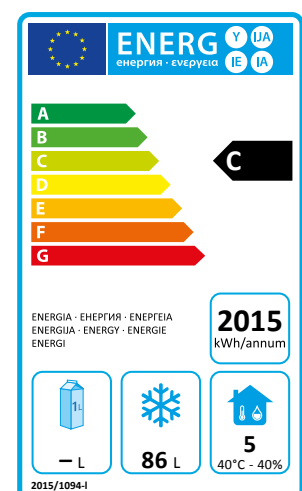 ENERG Y IJA
енергия · ενεργεια IE IA
A
B
C
C
D
E
F
G
ENERGIA · ЕНЕРГИЯ · ΕΝΕΡΓΕΙΑ
ENERGIJA · ENERGY · ENERGIE
ENERGI
2015
kWh/annum
1L
– L
86 L
5
40°C - 40%
2015/1094-I